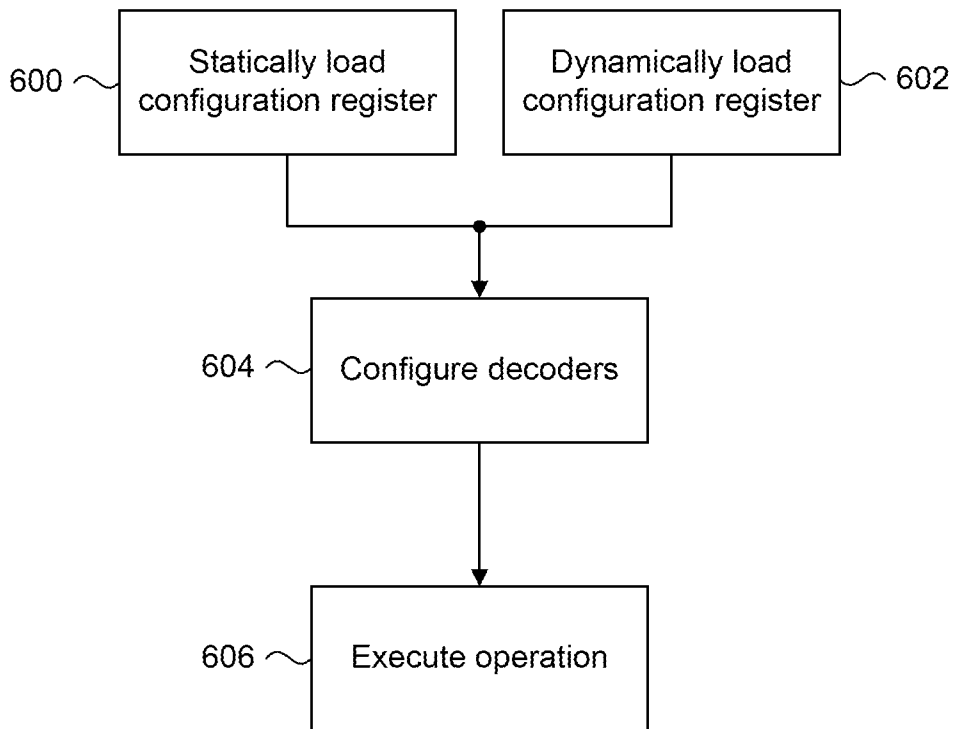 600
Statically load
configuration register
Dynamically load
configuration register
602
604
Configure decoders
606
Execute operation